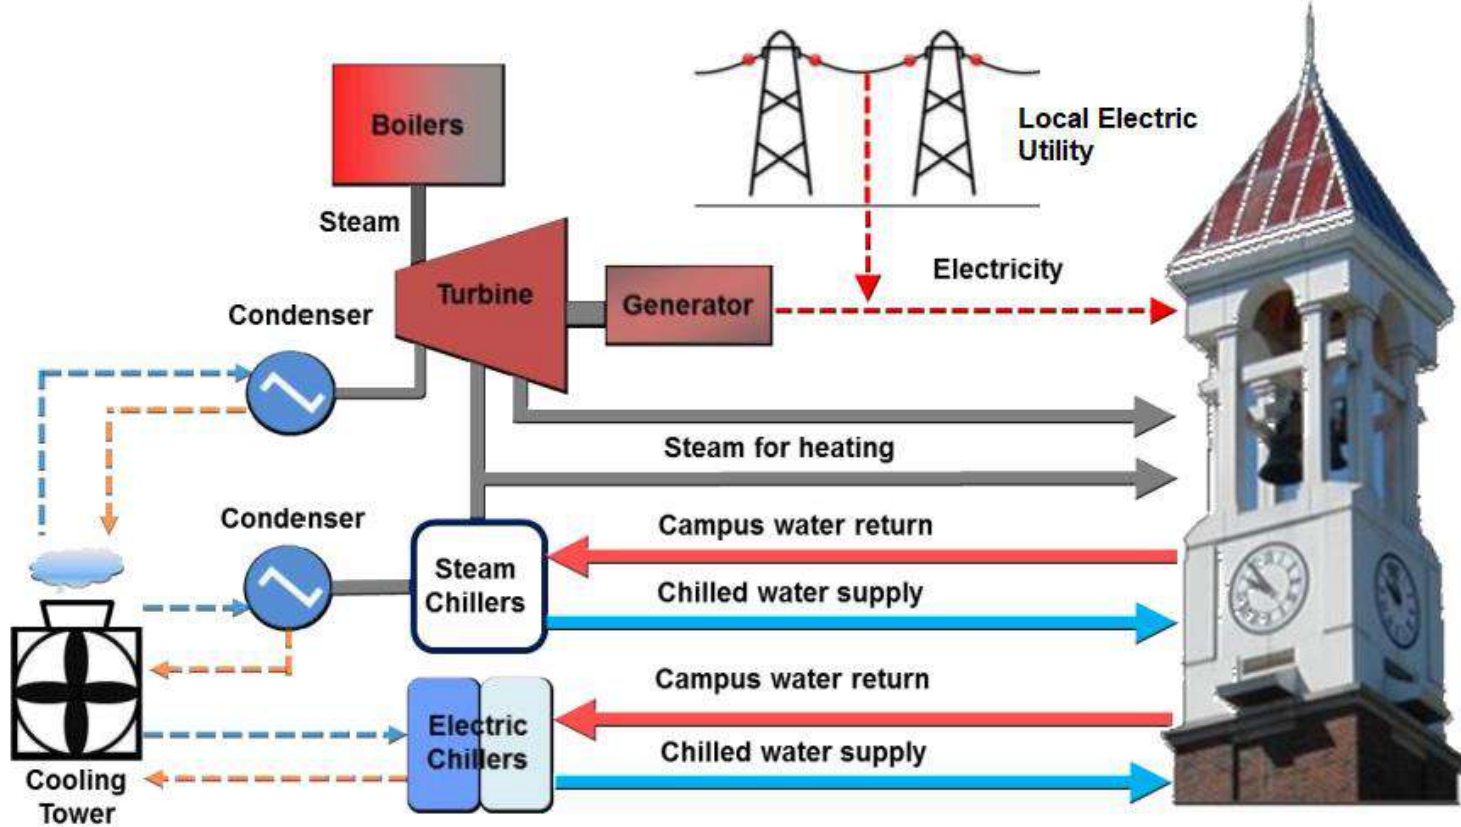 Boilers
Local Electric
Utility
Steam
Electricity
Turbine
Generator
Condenser
Steam for heating
Condenser
Campus water return
Steam
Chillers
Chilled water supply
Campus water return
Electric
Chillers
Chilled water supply
Cooling
Tower